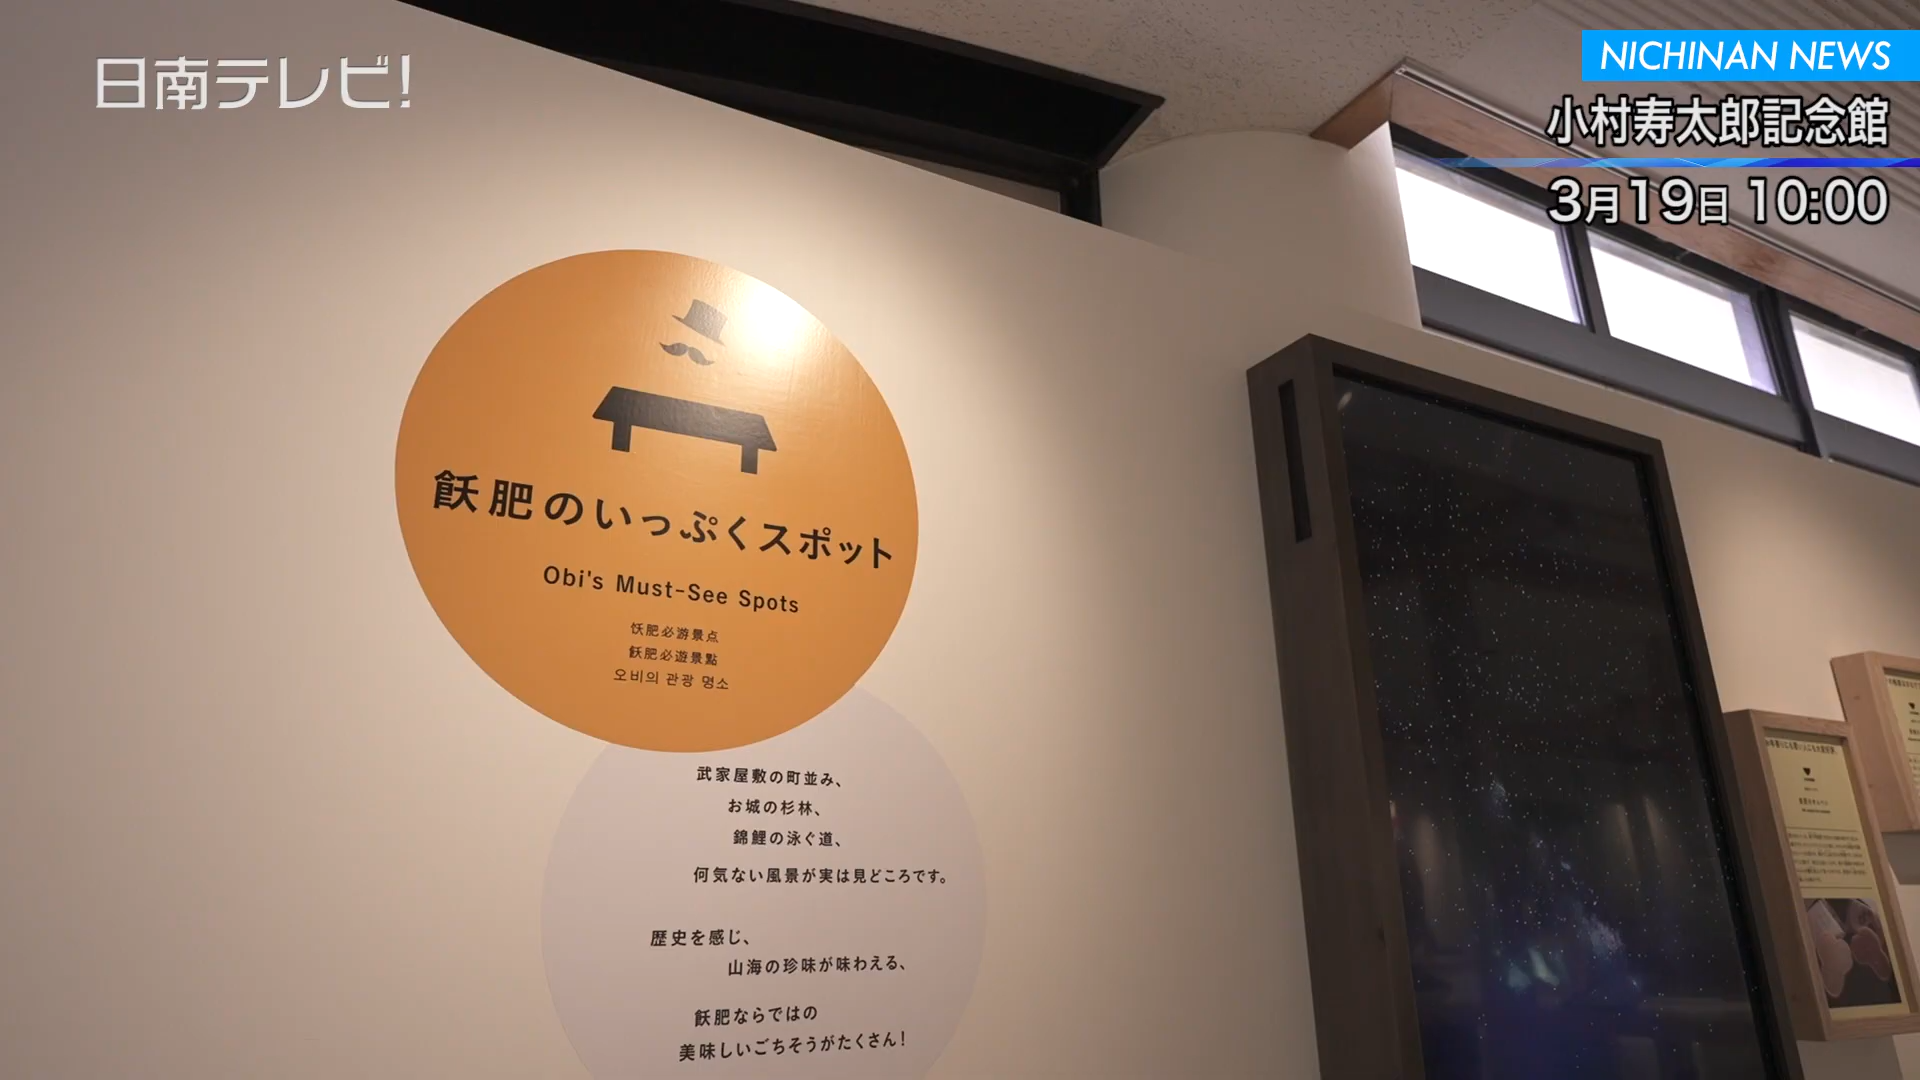 日南テレビ!
NICHINAN NEWS
小村寿太郎記念館
3月19日 10:00
飫肥のいっぷくスポット
Obi's Must-See Spots
饫肥必游景点
飫肥必遊景點
오비의 관광 명소
武家屋敷の町並み、
お城の杉林、
錦鯉の泳ぐ道、
何気ない風景が実は見どころです。
歴史を感じ、
山海の珍味が味わえる、
飫肥ならではの
美味しいごちそうがたくさん!